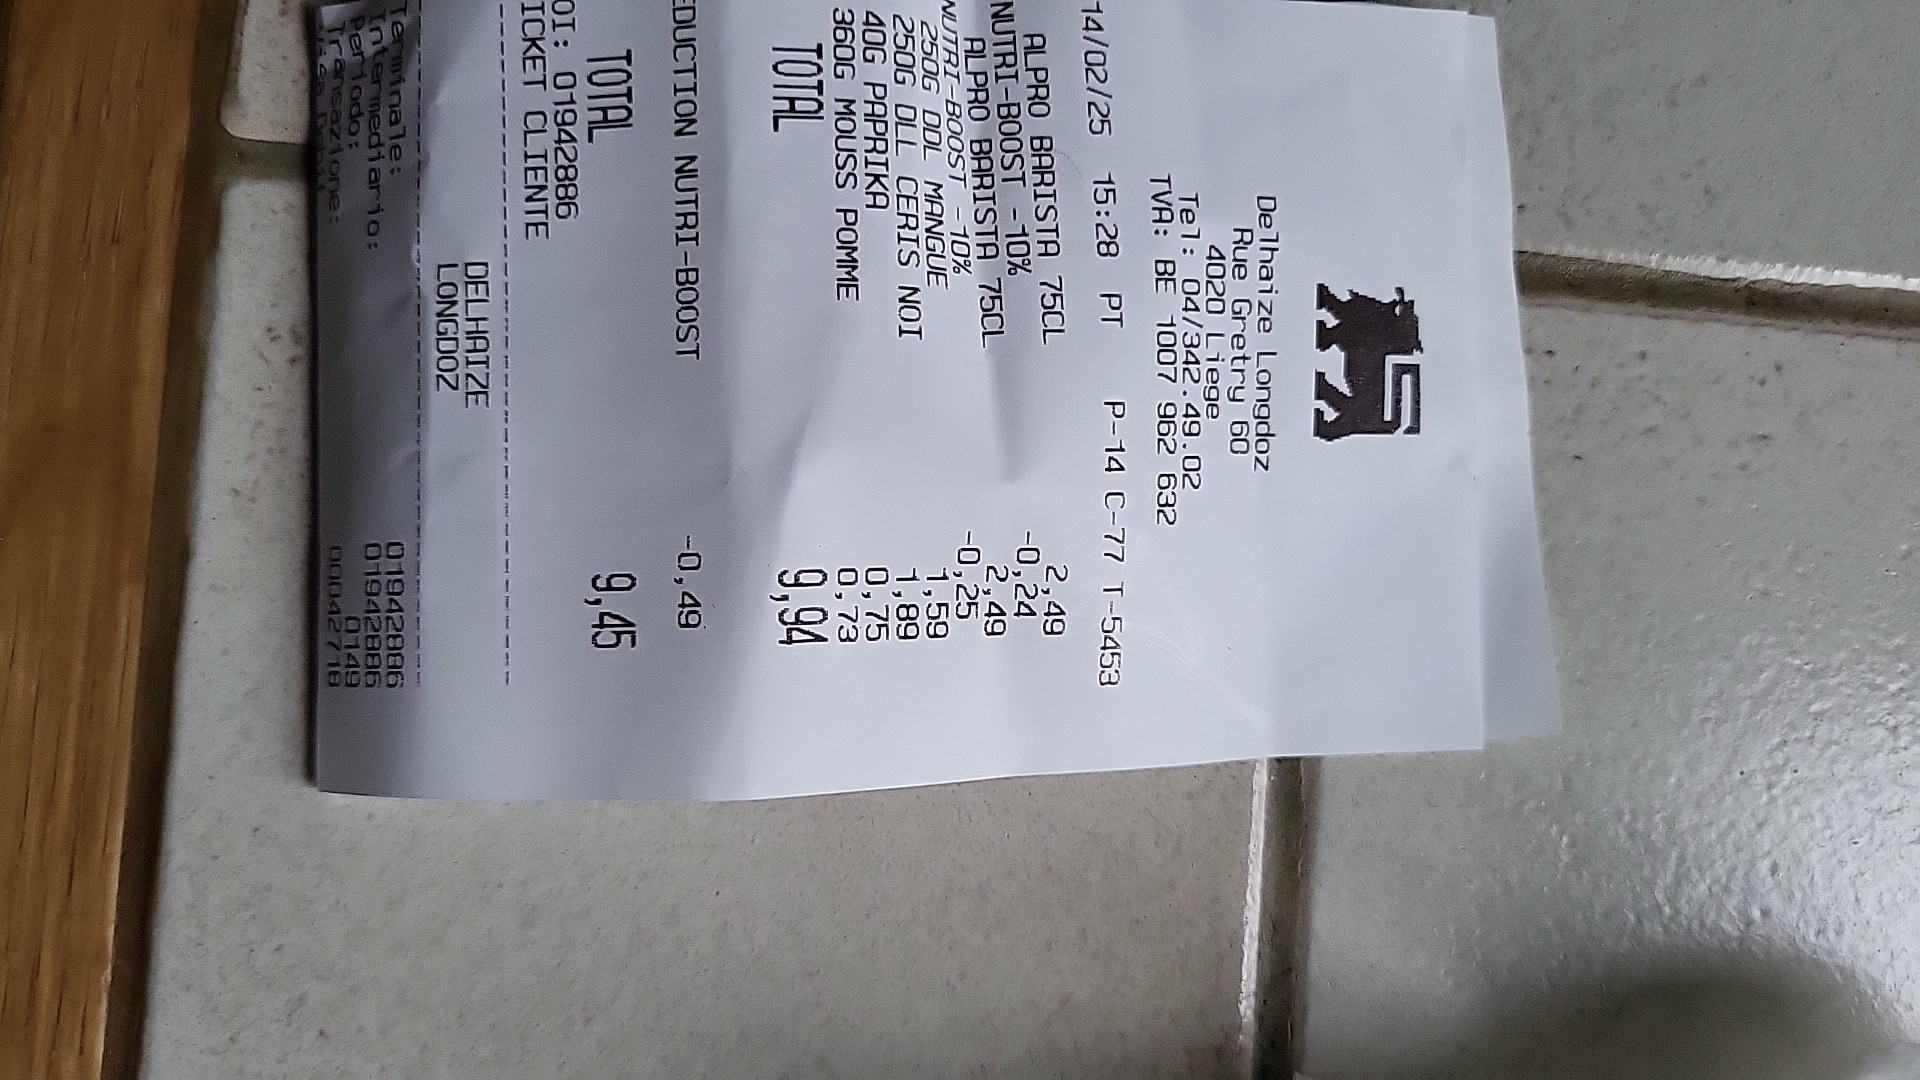 Delhaize Longdoz
Rue Gretry 60
4020 Liege
Tel: 04/342.49.02
TVA: BE 1007 962 632
14/02/25 15:28 PT P-14 C-77 T-5453
ALPRO BARISTA 75CL 2,49
NUTRI-BOOST -10% -0,24
ALPRO BARISTA 75CL 2,49
NUTRI-BOOST -10% -0,25
250G DDL MANGUE 1,59
250G DLL CERIS NOI 1,89
40G PAPRIKA 0,75
360G MOUSS POMME 0,73
TOTAL 9,94
EDUCTION NUTRI-BOOST -0,49
TOTAL 9,45
OI: 01942886
ICKET CLIENTE
DELHAIZE
LONGDOZ
Terminale: 01942886
Intermediario: 01942886
Periodo: 0149
Transazione: 00042718